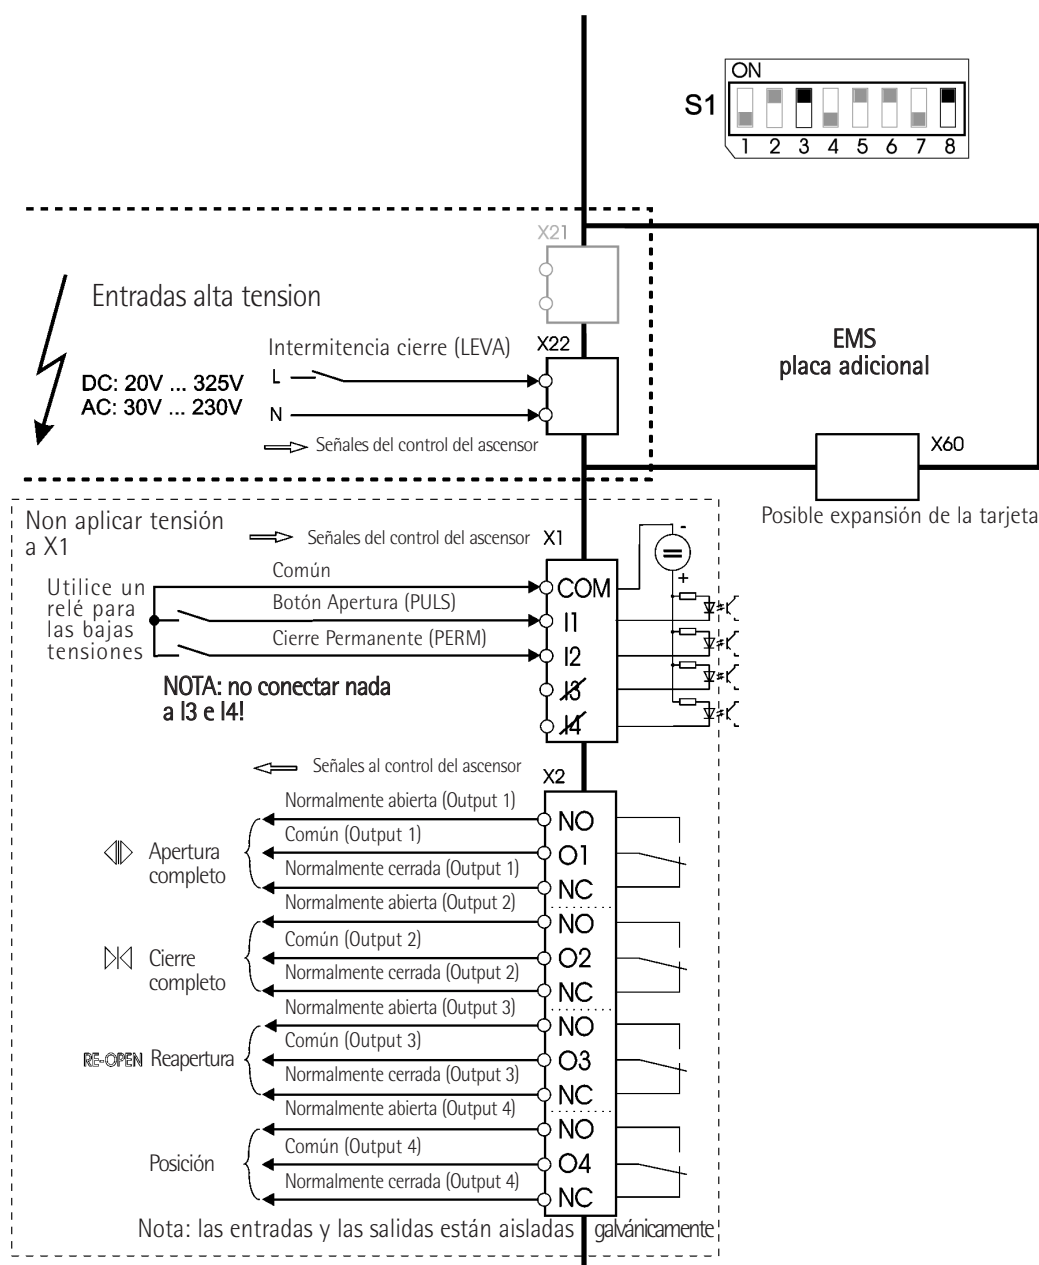 ON
S1
1 2 3 4 5 6 7 8
X21
Entradas alta tension
Intermitencia cierre (LEVA)
X22
L
DC: 20V ... 325V
AC: 30V ... 230V
N
Señales del control del ascensor
EMS
placa adicional
X60
Posible expansión de la tarjeta
Non aplicar tensión
a X1
Señales del control del ascensor
X1
-
=
+
Utilice un
relé para
las bajas
tensiones
Común
COM
Botón Apertura (PULS)
I1
Cierre Permanente (PERM)
I2
NOTA: no conectar nada
a I3 e I4!
I3
I4
Señales al control del ascensor
X2
Normalmente abierta (Output 1)
NO
Común (Output 1)
O1
Apertura
completo
Normalmente cerrada (Output 1)
NC
Normalmente abierta (Output 2)
NO
Común (Output 2)
O2
Cierre
completo
Normalmente cerrada (Output 2)
NC
Normalmente abierta (Output 3)
NO
Común (Output 3)
O3
RE-OPEN Reapertura
Normalmente cerrada (Output 3)
NC
Normalmente abierta (Output 4)
NO
Común (Output 4)
O4
Posición
Normalmente cerrada (Output 4)
NC
Nota: las entradas y las salidas están aisladas galvánicamente